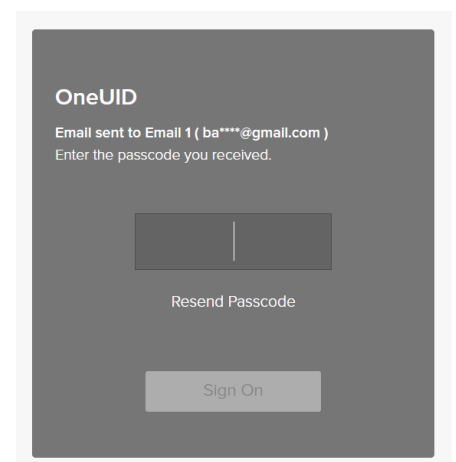 OneUID
Email sent to Email 1 ( ba****@gmail.com )
Enter the passcode you received.
Resend Passcode
Sign On